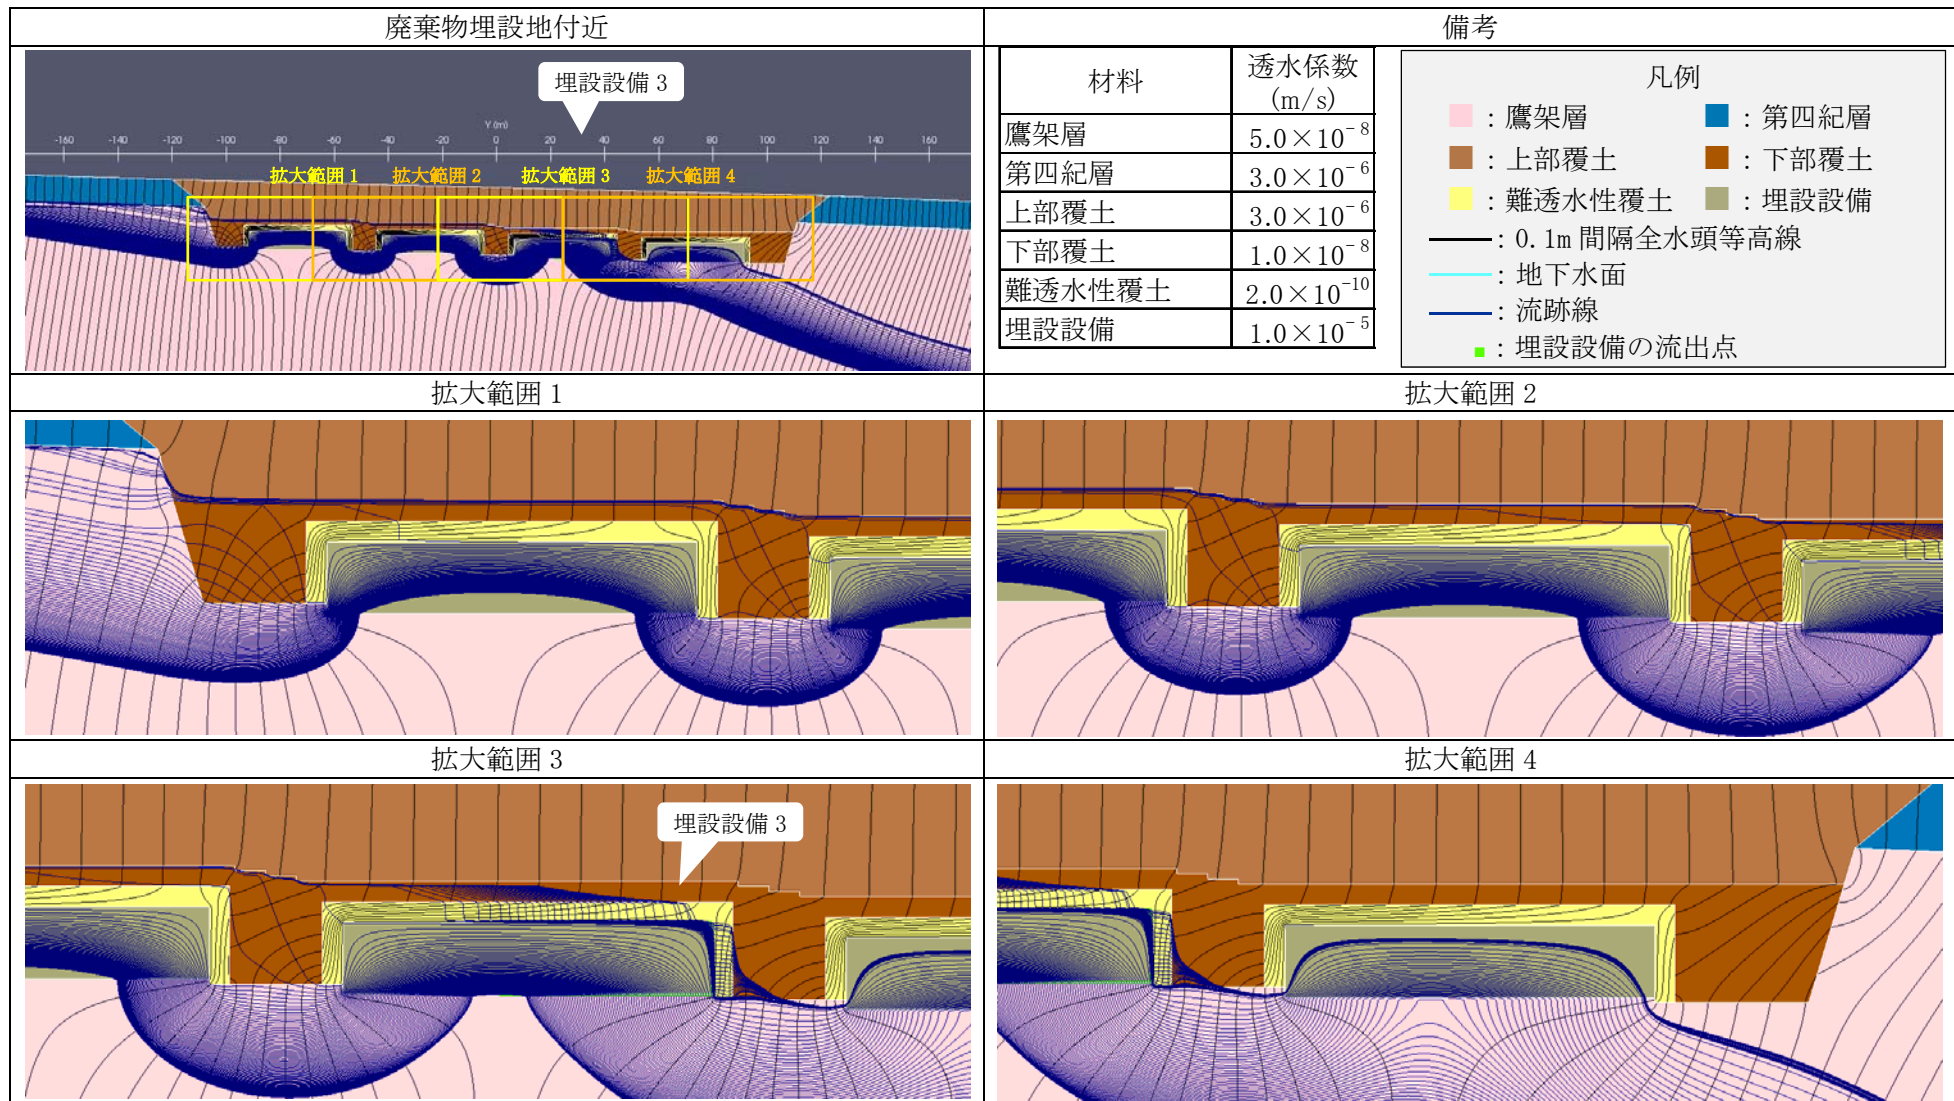 廃棄物埋設地付近
備考
埋設設備 3
Y (m)
-160 -140 -120 -100 -80 -60 -40 -20 0 20 40 60 80 100 120 140 160
拡大範囲 1 拡大範囲 2 拡大範囲 3 拡大範囲 4
材料 透水係数
(m/s)
鷹架層 5.0×10⁻⁸
第四紀層 3.0×10⁻⁶
上部覆土 3.0×10⁻⁶
下部覆土 1.0×10⁻⁸
難透水性覆土 2.0×10⁻¹⁰
埋設設備 1.0×10⁻⁵
凡例
：鷹架層 ：第四紀層
：上部覆土 ：下部覆土
：難透水性覆土 ：埋設設備
：0.1m 間隔全水頭等高線
：地下水面
：流跡線
：埋設設備の流出点
拡大範囲 1
拡大範囲 2
拡大範囲 3
拡大範囲 4
埋設設備 3